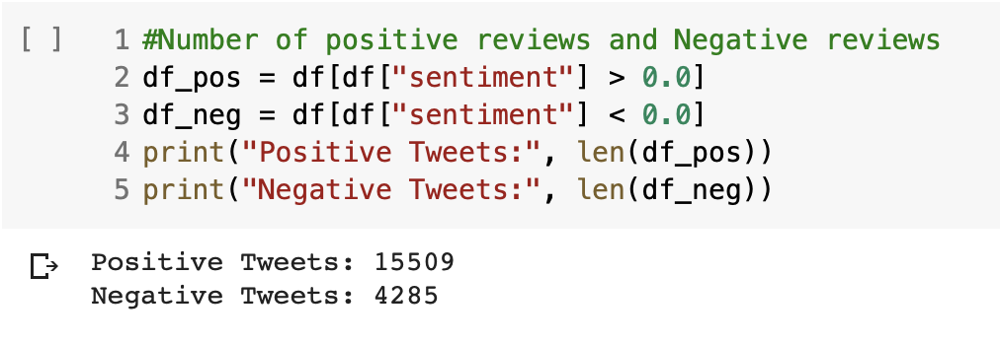 [ ] 1 #Number of positive reviews and Negative reviews
2 df_pos = df[df["sentiment"] > 0.0]
3 df_neg = df[df["sentiment"] < 0.0]
4 print("Positive Tweets:", len(df_pos))
5 print("Negative Tweets:", len(df_neg))
Positive Tweets: 15509
Negative Tweets: 4285